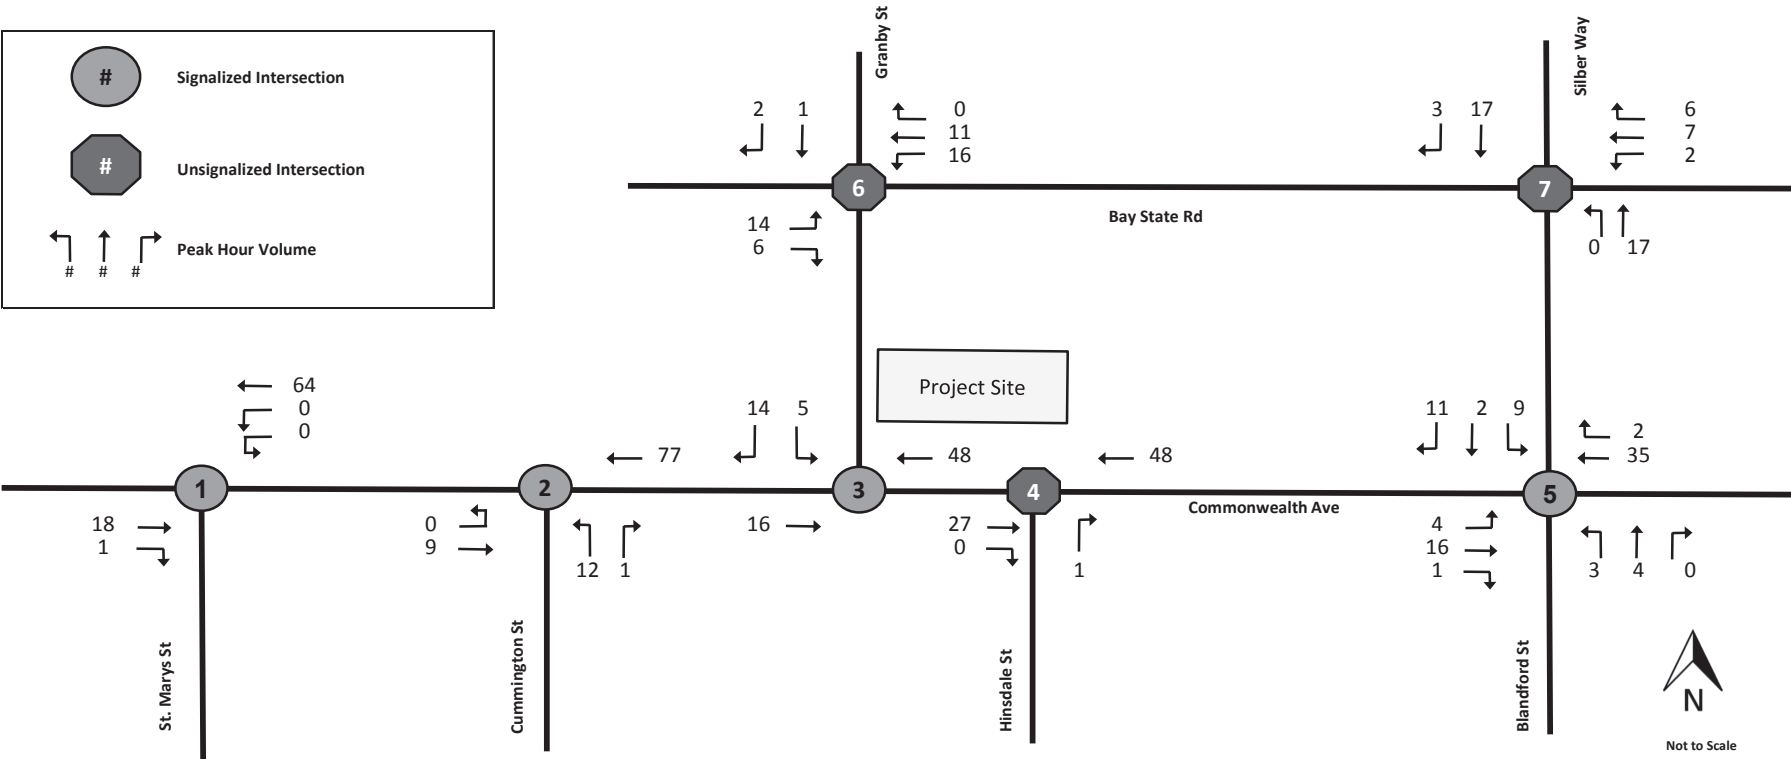 # Signalized Intersection
# Unsignalized Intersection
# # # Peak Hour Volume
Granby St
Silber Way
2 1
0
11
16
3 17
6
7
2
6
7
14
6
Bay State Rd
0 17
Project Site
64
0
0
14 5
77
48
48
11 2 9
2
35
1
2
3
4
5
Commonwealth Ave
18
1
0
9
12 1
16
27
0
1
4
16
1
3 4 0
St. Marys St
Cummington St
Hinsdale St
Blandford St
N
Not to Scale